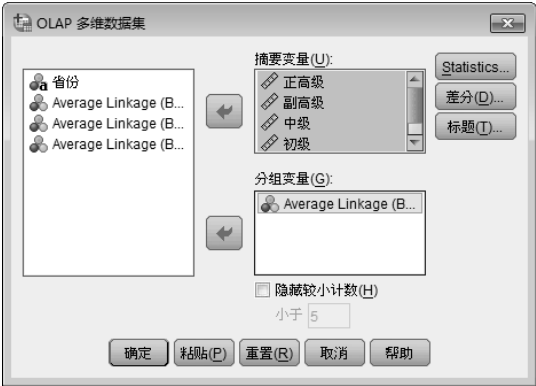 OLAP 多维数据集
省份
Average Linkage (B...
Average Linkage (B...
Average Linkage (B...
摘要变量(U):
正高级
副高级
中级
初级
分组变量(G):
Average Linkage (B...
隐藏较小计数(H)
小于 5
Statistics...
差分(D)...
标题(T)...
确定 粘贴(P) 重置(R) 取消 帮助